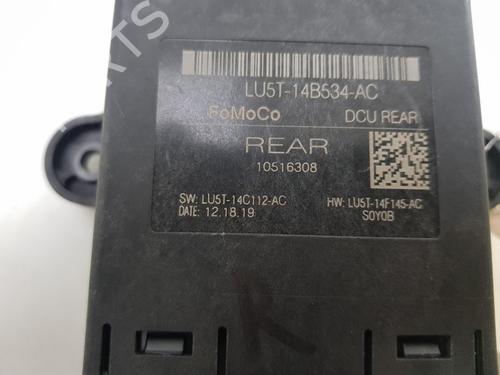 PARTS
LU5T-14B534-AC
FoMoCo DCU REAR
REAR
10516308
SW: LU5T-14C112-AC HW: LU5T-14F145-AC
DATE: 12.18.19 S0Y0B